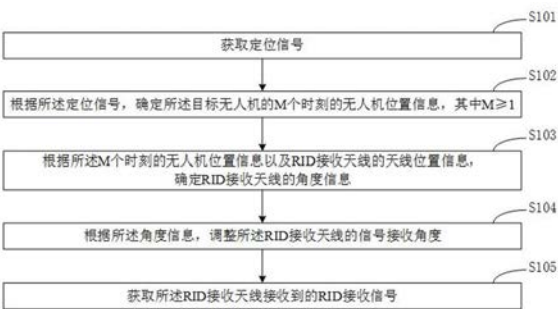 S101
获取定位信号
S102
根据所述定位信号，确定所述目标无人机的M个时刻的无人机位置信息，其中M≥1
S103
根据所述M个时刻的无人机位置信息以及RID接收天线的天线位置信息，
确定RID接收天线的角度信息
S104
根据所述角度信息，调整所述RID接收天线的信号接收角度
S105
获取所述RID接收天线接收到的RID接收信号